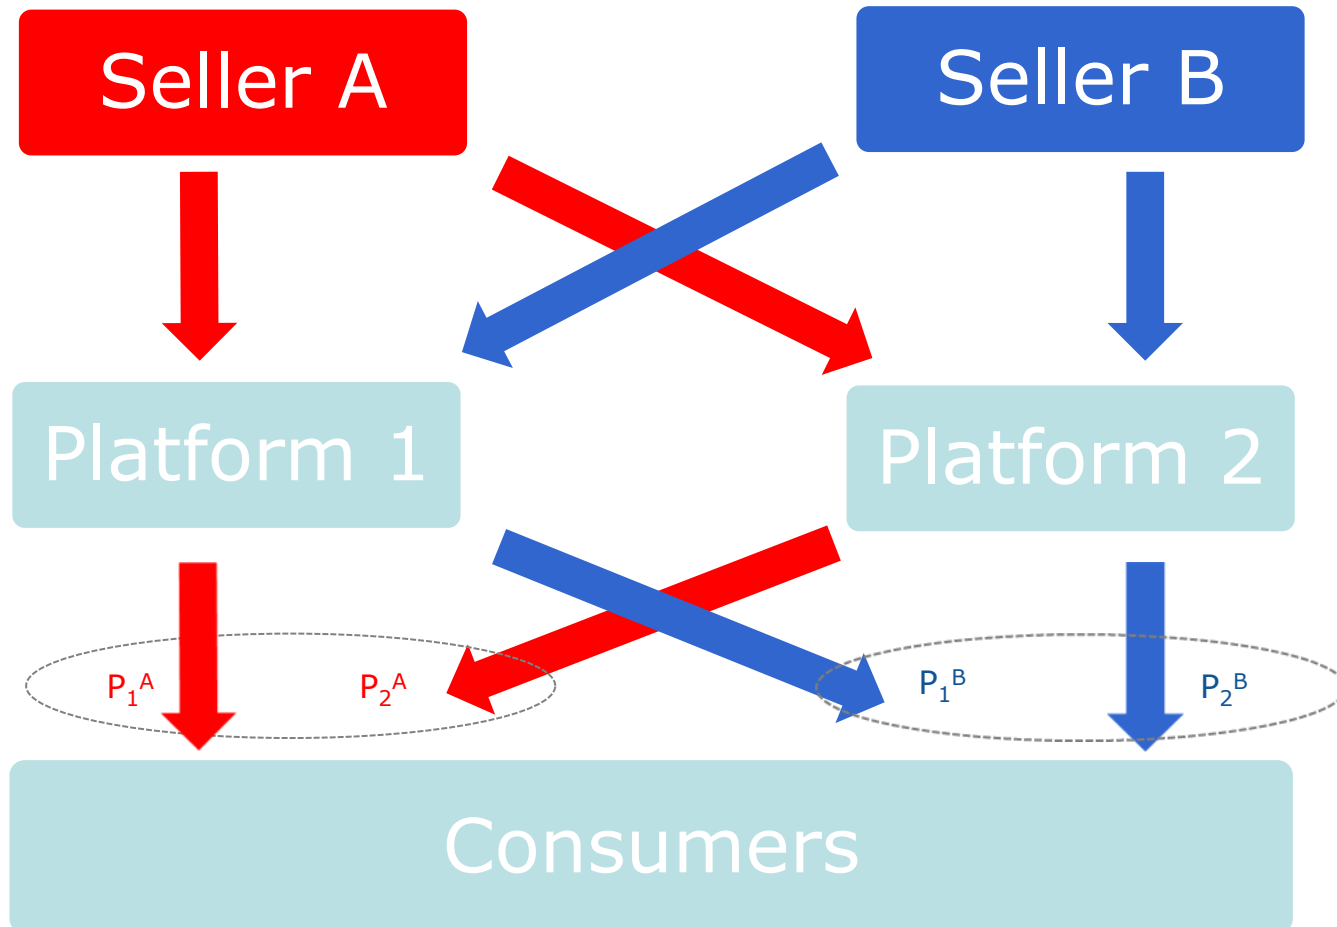 Seller A
Seller B
Platform 1
Platform 2
P₁ᴬ
P₂ᴬ
P₁ᴮ
P₂ᴮ
Consumers